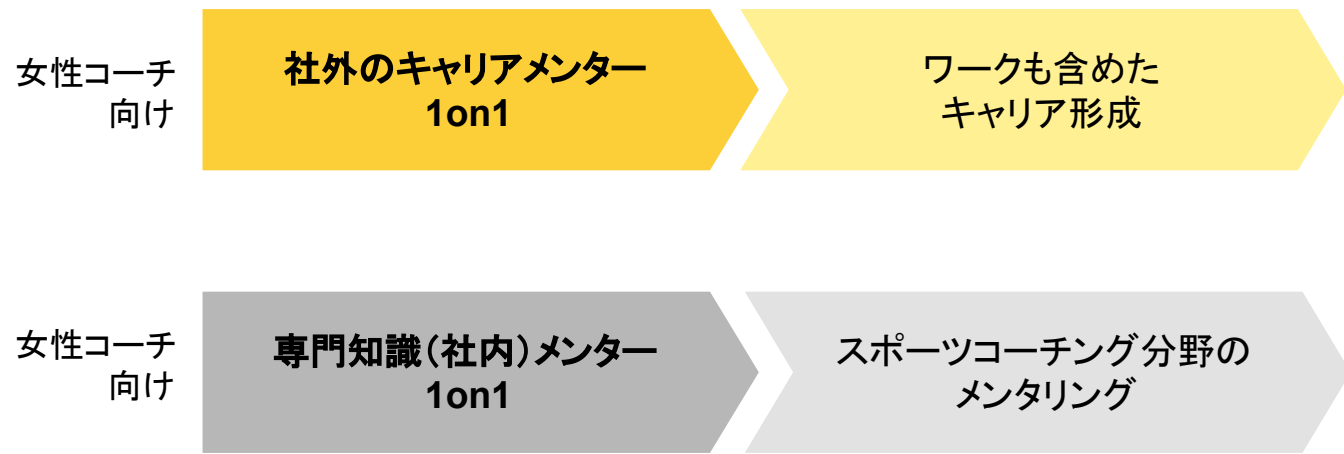 女性コーチ
向け
社外のキャリアメンター
1on1
ワークも含めた
キャリア形成
女性コーチ
向け
専門知識(社内)メンター
1on1
スポーツコーチング分野の
メンタリング